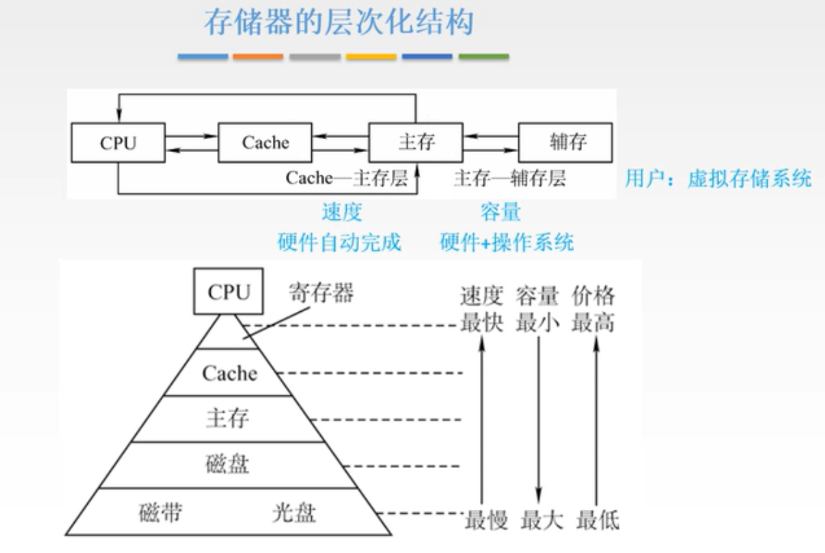 存储器的层次化结构
CPU
Cache
主存
辅存
Cache—主存层
主存—辅存层
用户：虚拟存储系统
速度
容量
硬件自动完成
硬件+操作系统
CPU
寄存器
速度 容量 价格
最快 最小 最高
Cache
主存
磁盘
磁带
光盘
最慢 最大 最低